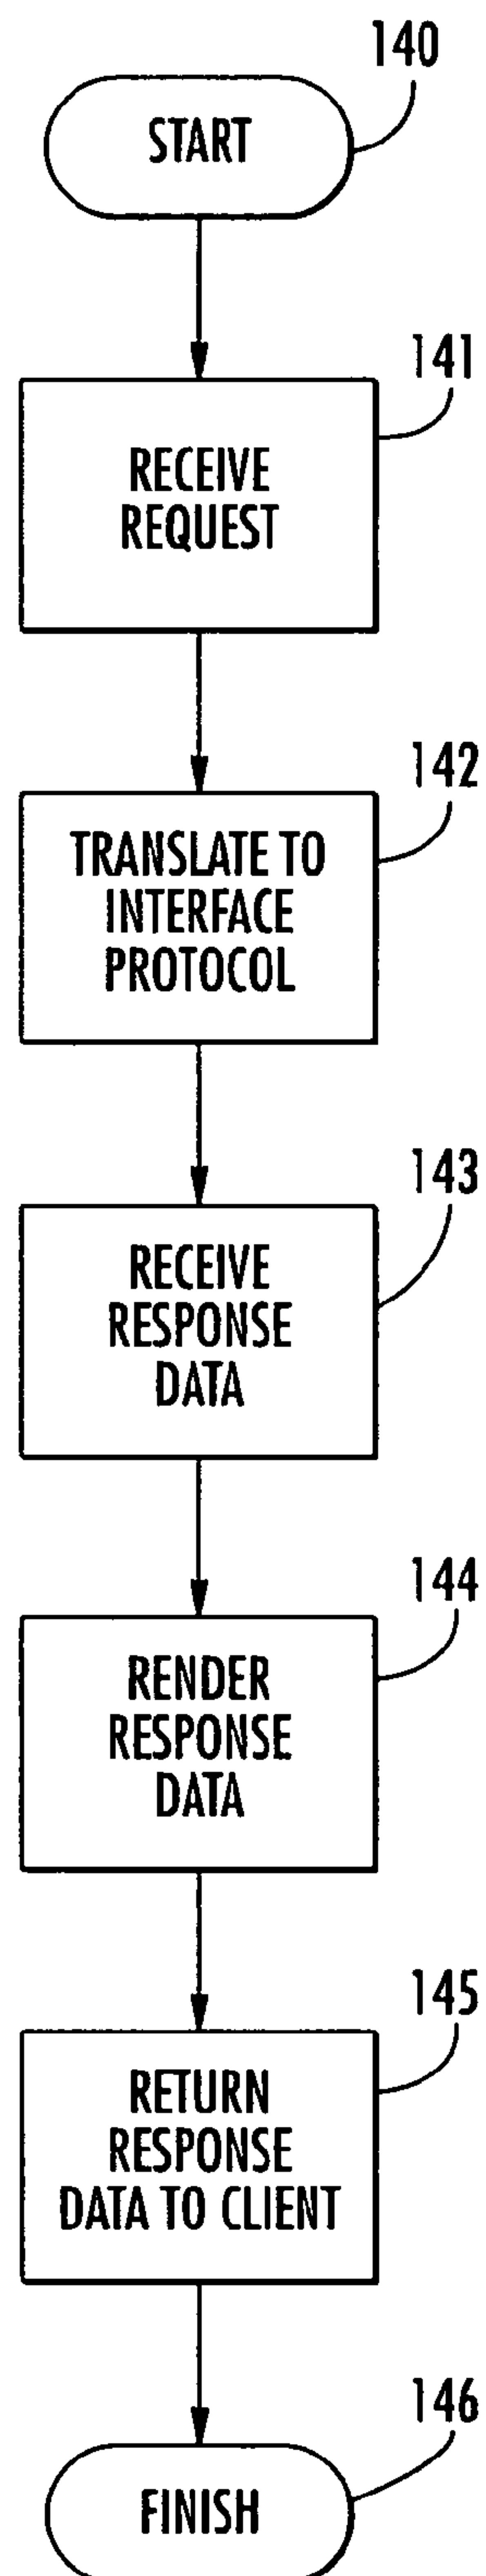 140
START
141
RECEIVE
REQUEST
142
TRANSLATE TO
INTERFACE
PROTOCOL
143
RECEIVE
RESPONSE
DATA
144
RENDER
RESPONSE
DATA
145
RETURN
RESPONSE
DATA TO CLIENT
146
FINISH